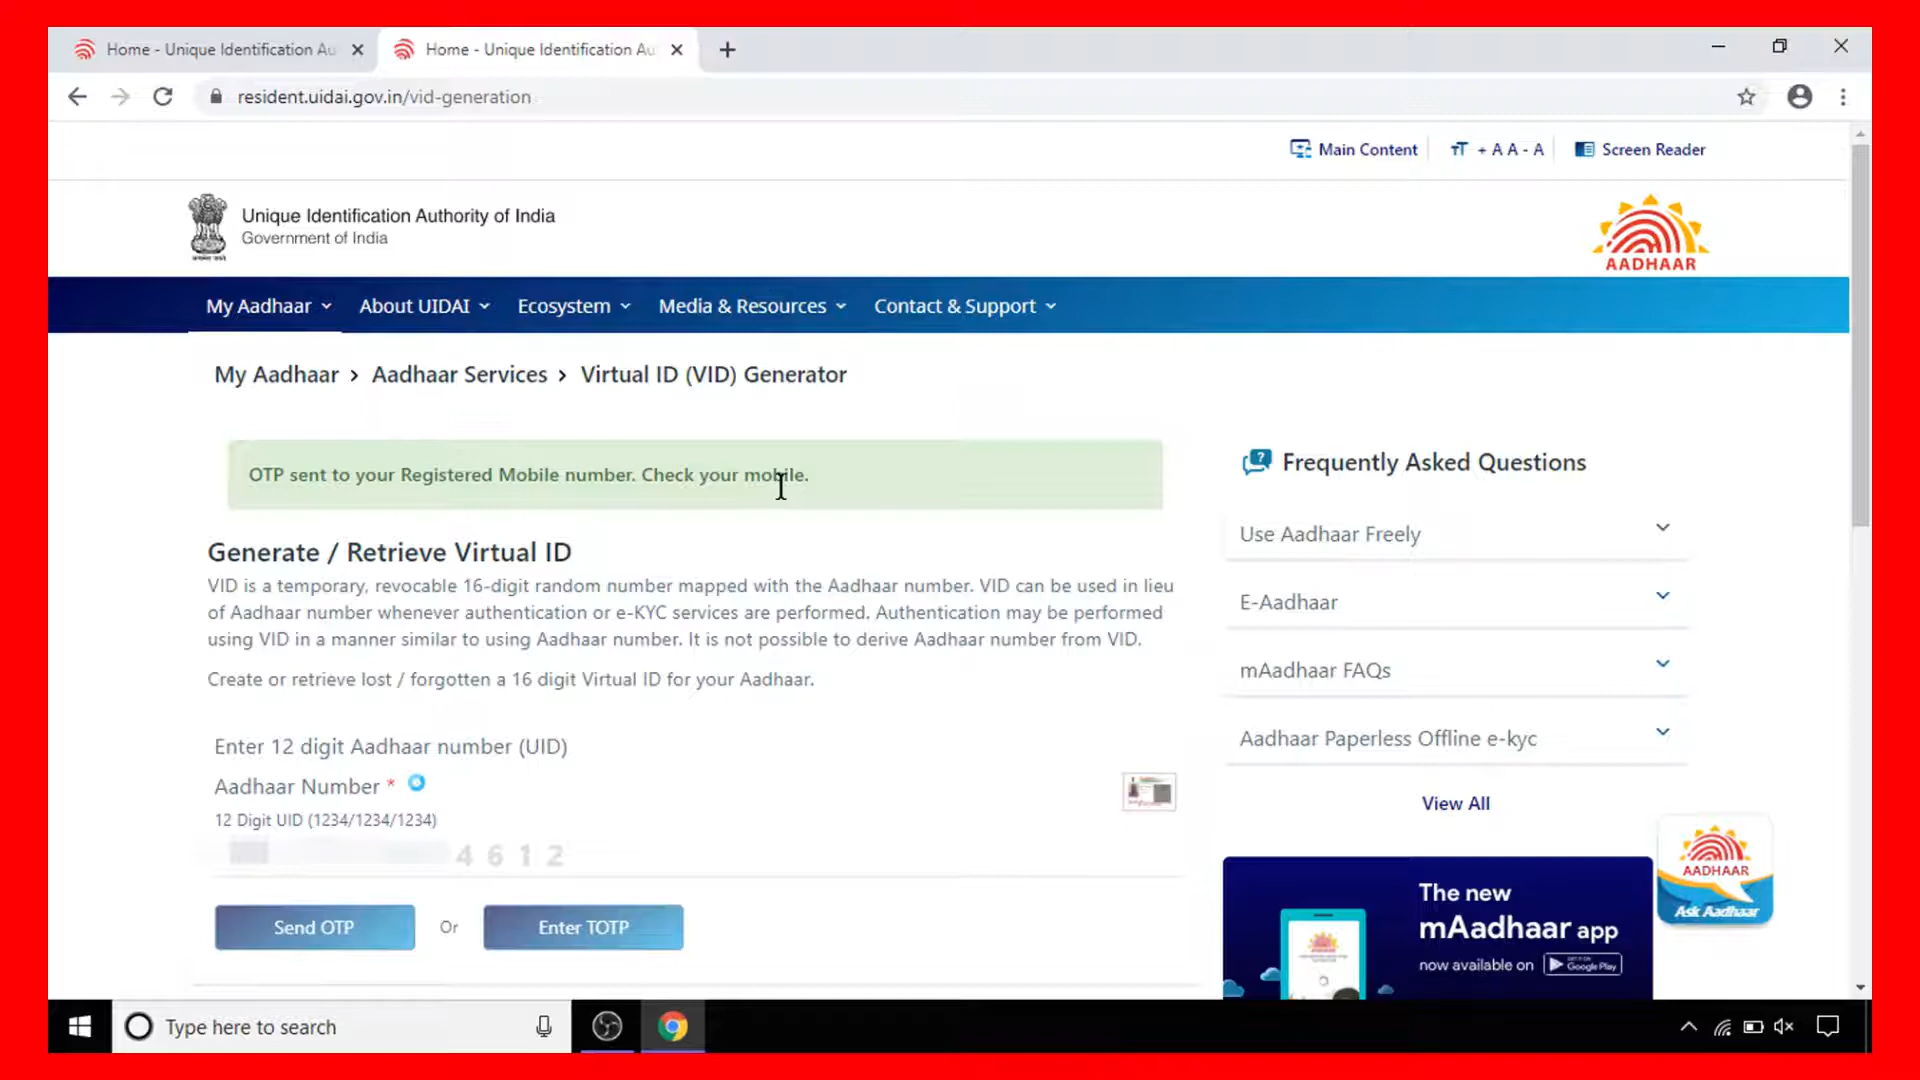 Home - Unique Identification Au
Home - Unique Identification Au
resident.uidai.gov.in/vid-generation
Main Content
TT + A A - A
Screen Reader
Unique Identification Authority of India
Government of India
AADHAAR
My Aadhaar
About UIDAI
Ecosystem
Media & Resources
Contact & Support
My Aadhaar > Aadhaar Services > Virtual ID (VID) Generator
OTP sent to your Registered Mobile number. Check your mobile.
Generate / Retrieve Virtual ID
VID is a temporary, revocable 16-digit random number mapped with the Aadhaar number. VID can be used in lieu
of Aadhaar number whenever authentication or e-KYC services are performed. Authentication may be performed
using VID in a manner similar to using Aadhaar number. It is not possible to derive Aadhaar number from VID.
Create or retrieve lost / forgotten a 16 digit Virtual ID for your Aadhaar.
Enter 12 digit Aadhaar number (UID)
Aadhaar Number *
12 Digit UID (1234/1234/1234)
4 6 1 2
Send OTP
Or
Enter TOTP
Frequently Asked Questions
Use Aadhaar Freely
E-Aadhaar
mAadhaar FAQs
Aadhaar Paperless Offline e-kyc
View All
AADHAAR
Ask Aadhaar
The new
mAadhaar app
now available on
GET IT ON
Google Play
Type here to search